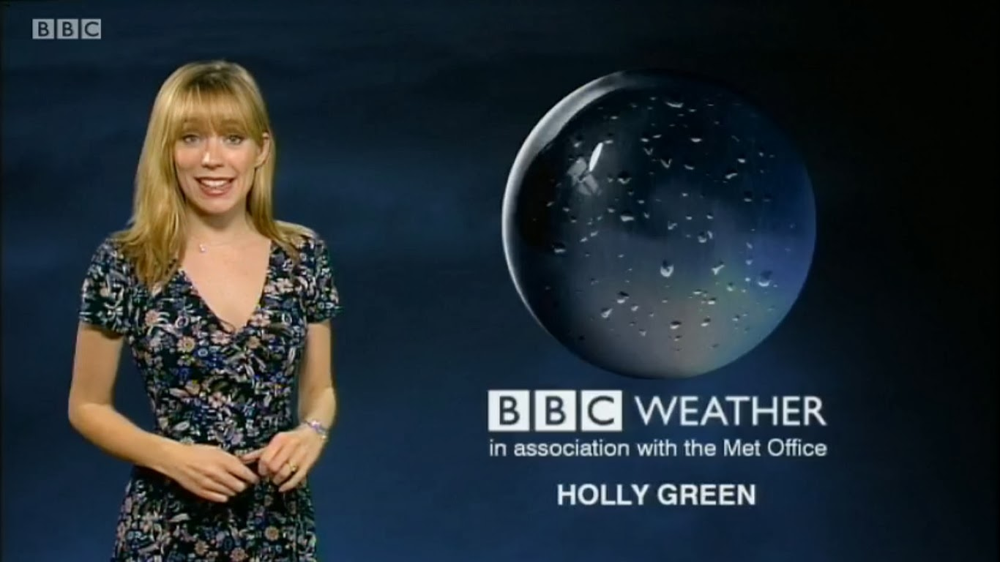 BBC
BBC WEATHER
in association with the Met Office
HOLLY GREEN